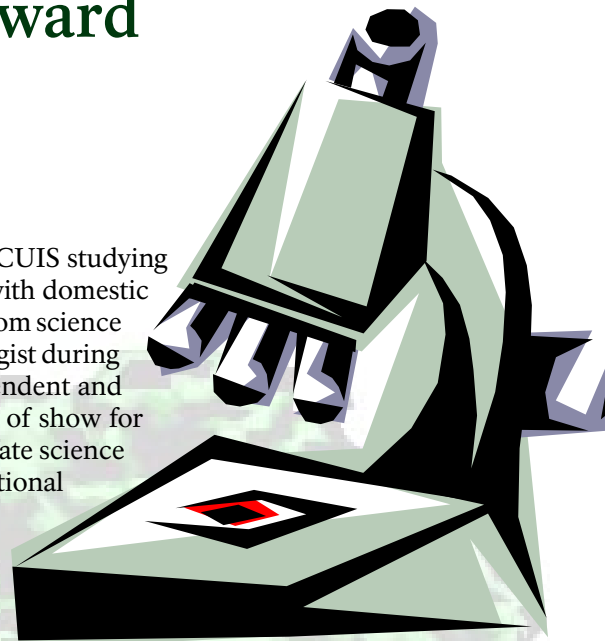 ward
CUIS studying
with domestic
om science
gist during
endent and
of show for
ate science
tional